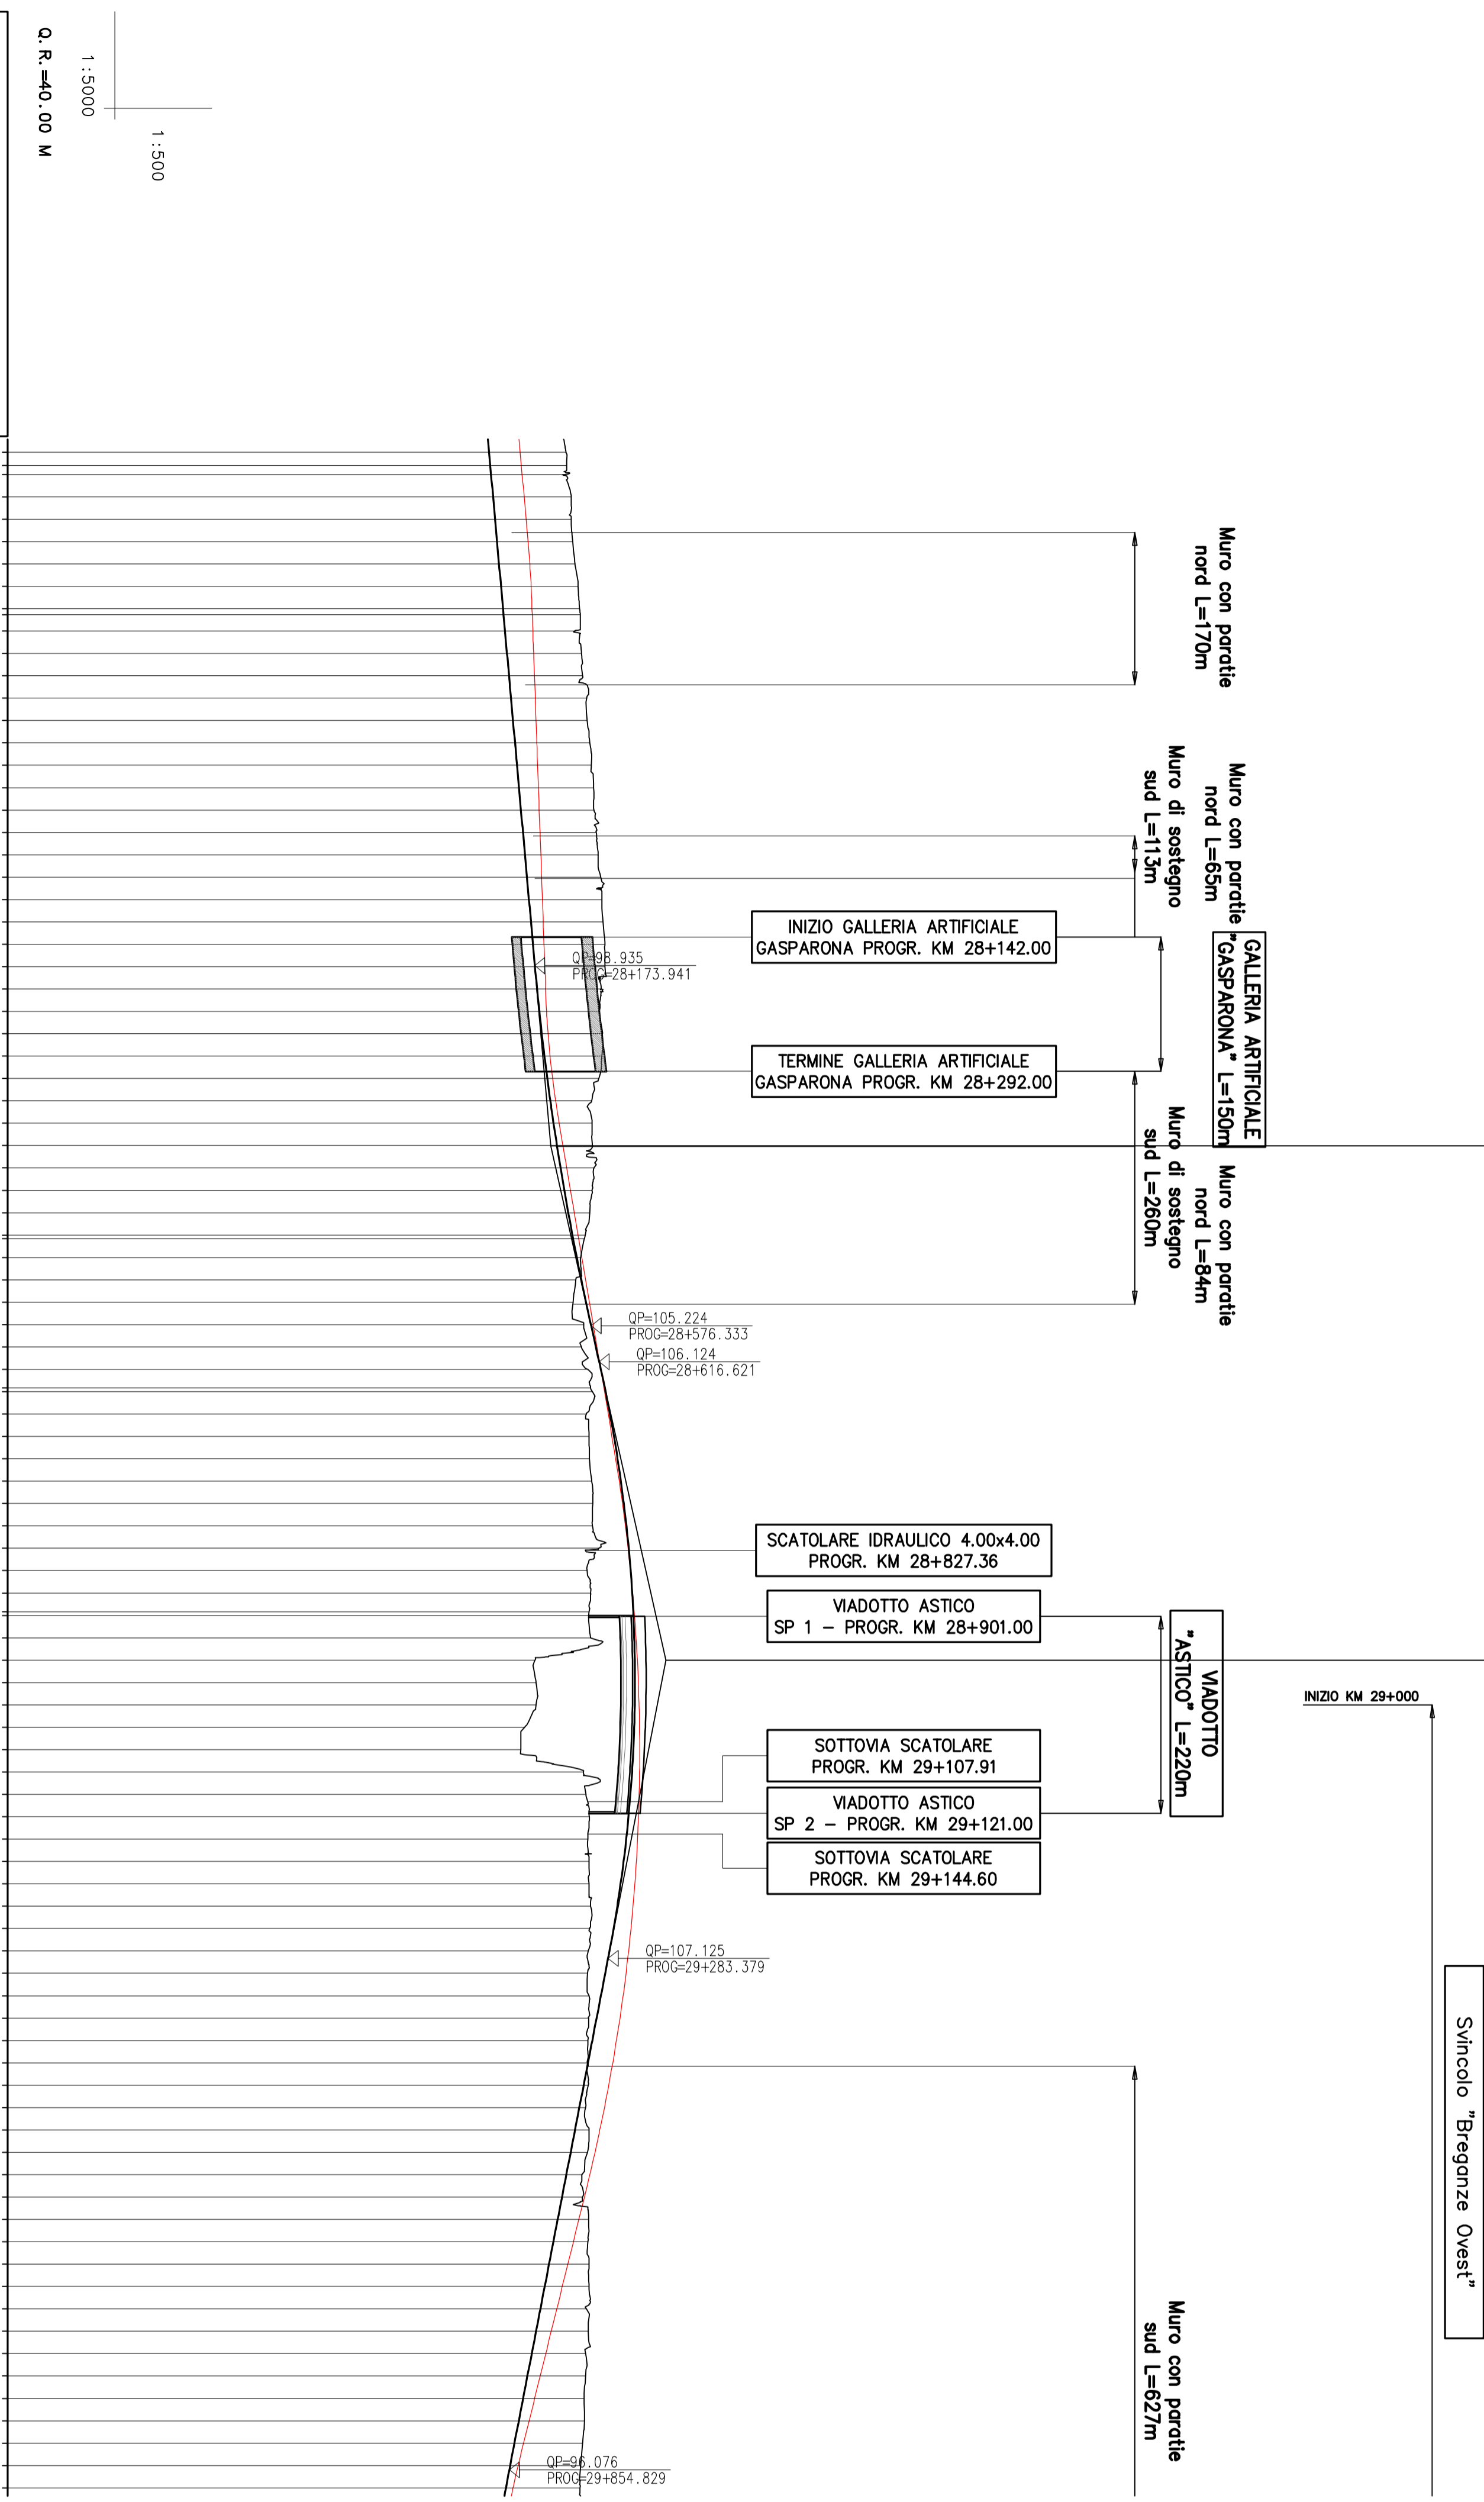 1:5000
1:500
Q.R.=40.00 M
Muro con paratie
nord L=170m
Muro con paratie
nord L=65m
Muro di sostegno
sud L=113m
GALLERIA ARTIFICIALE
"GASPARONA" L=150m
INIZIO GALLERIA ARTIFICIALE
GASPARONA PROGR. KM 28+142.00
QP=98.935
PROG=28+173.941
TERMINE GALLERIA ARTIFICIALE
GASPARONA PROGR. KM 28+292.00
Muro con paratie
nord L=84m
Muro di sostegno
sud L=260m
QP=105.224
PROG=28+576.333
QP=106.124
PROG=28+616.621
SCATOLARE IDRAULICO 4.00x4.00
PROGR. KM 28+827.36
VIADOTTO ASTICO
SP 1 – PROGR. KM 28+901.00
VIADOTTO
"ASTICO" L=220m
INIZIO KM 29+000
SOTTOVIA SCATOLARE
PROGR. KM 29+107.91
VIADOTTO ASTICO
SP 2 – PROGR. KM 29+121.00
SOTTOVIA SCATOLARE
PROGR. KM 29+144.60
QP=107.125
PROG=29+283.379
Svincolo "Breganze Ovest"
Muro con paratie
sud L=627m
QP=96.076
PROG=29+854.829